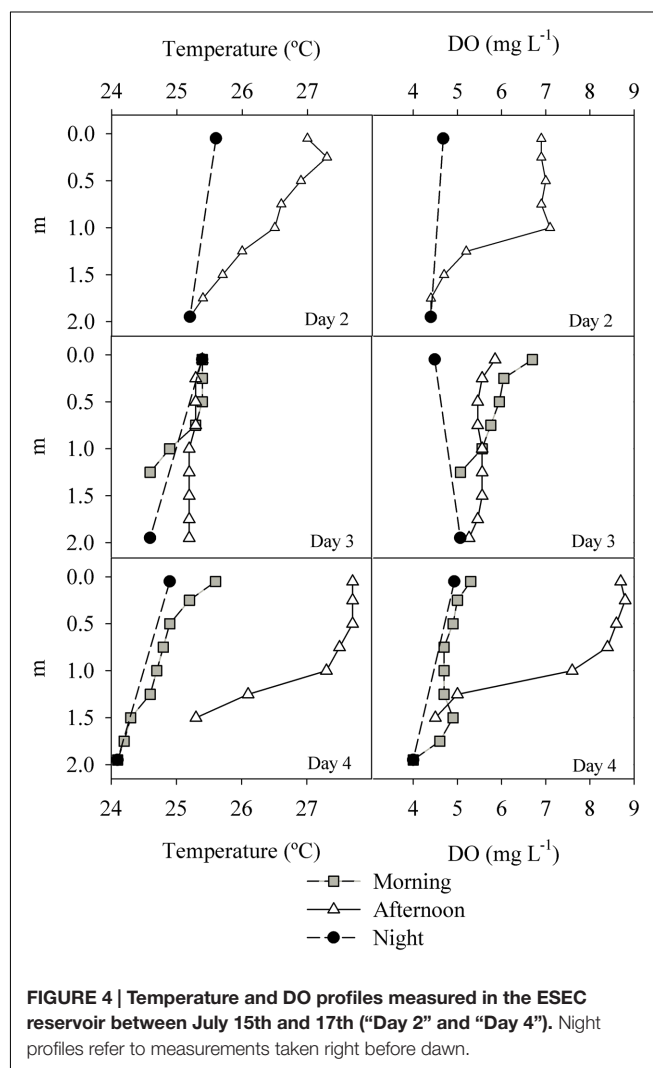 Temperature (ºC)
DO (mg L-1)
24 25 26 27
4 5 6 7 8 9
0.0
0.5
m
1.0
1.5
2.0
Day 2
Day 2
0.0
0.5
m
1.0
1.5
2.0
Day 3
Day 3
0.0
0.5
m
1.0
1.5
2.0
Day 4
Day 4
24 25 26 27
4 5 6 7 8 9
Temperature (ºC)
DO (mg L-1)
Morning
Afternoon
Night
FIGURE 4 | Temperature and DO profiles measured in the ESEC
reservoir between July 15th and 17th (“Day 2” and “Day 4”). Night
profiles refer to measurements taken right before dawn.